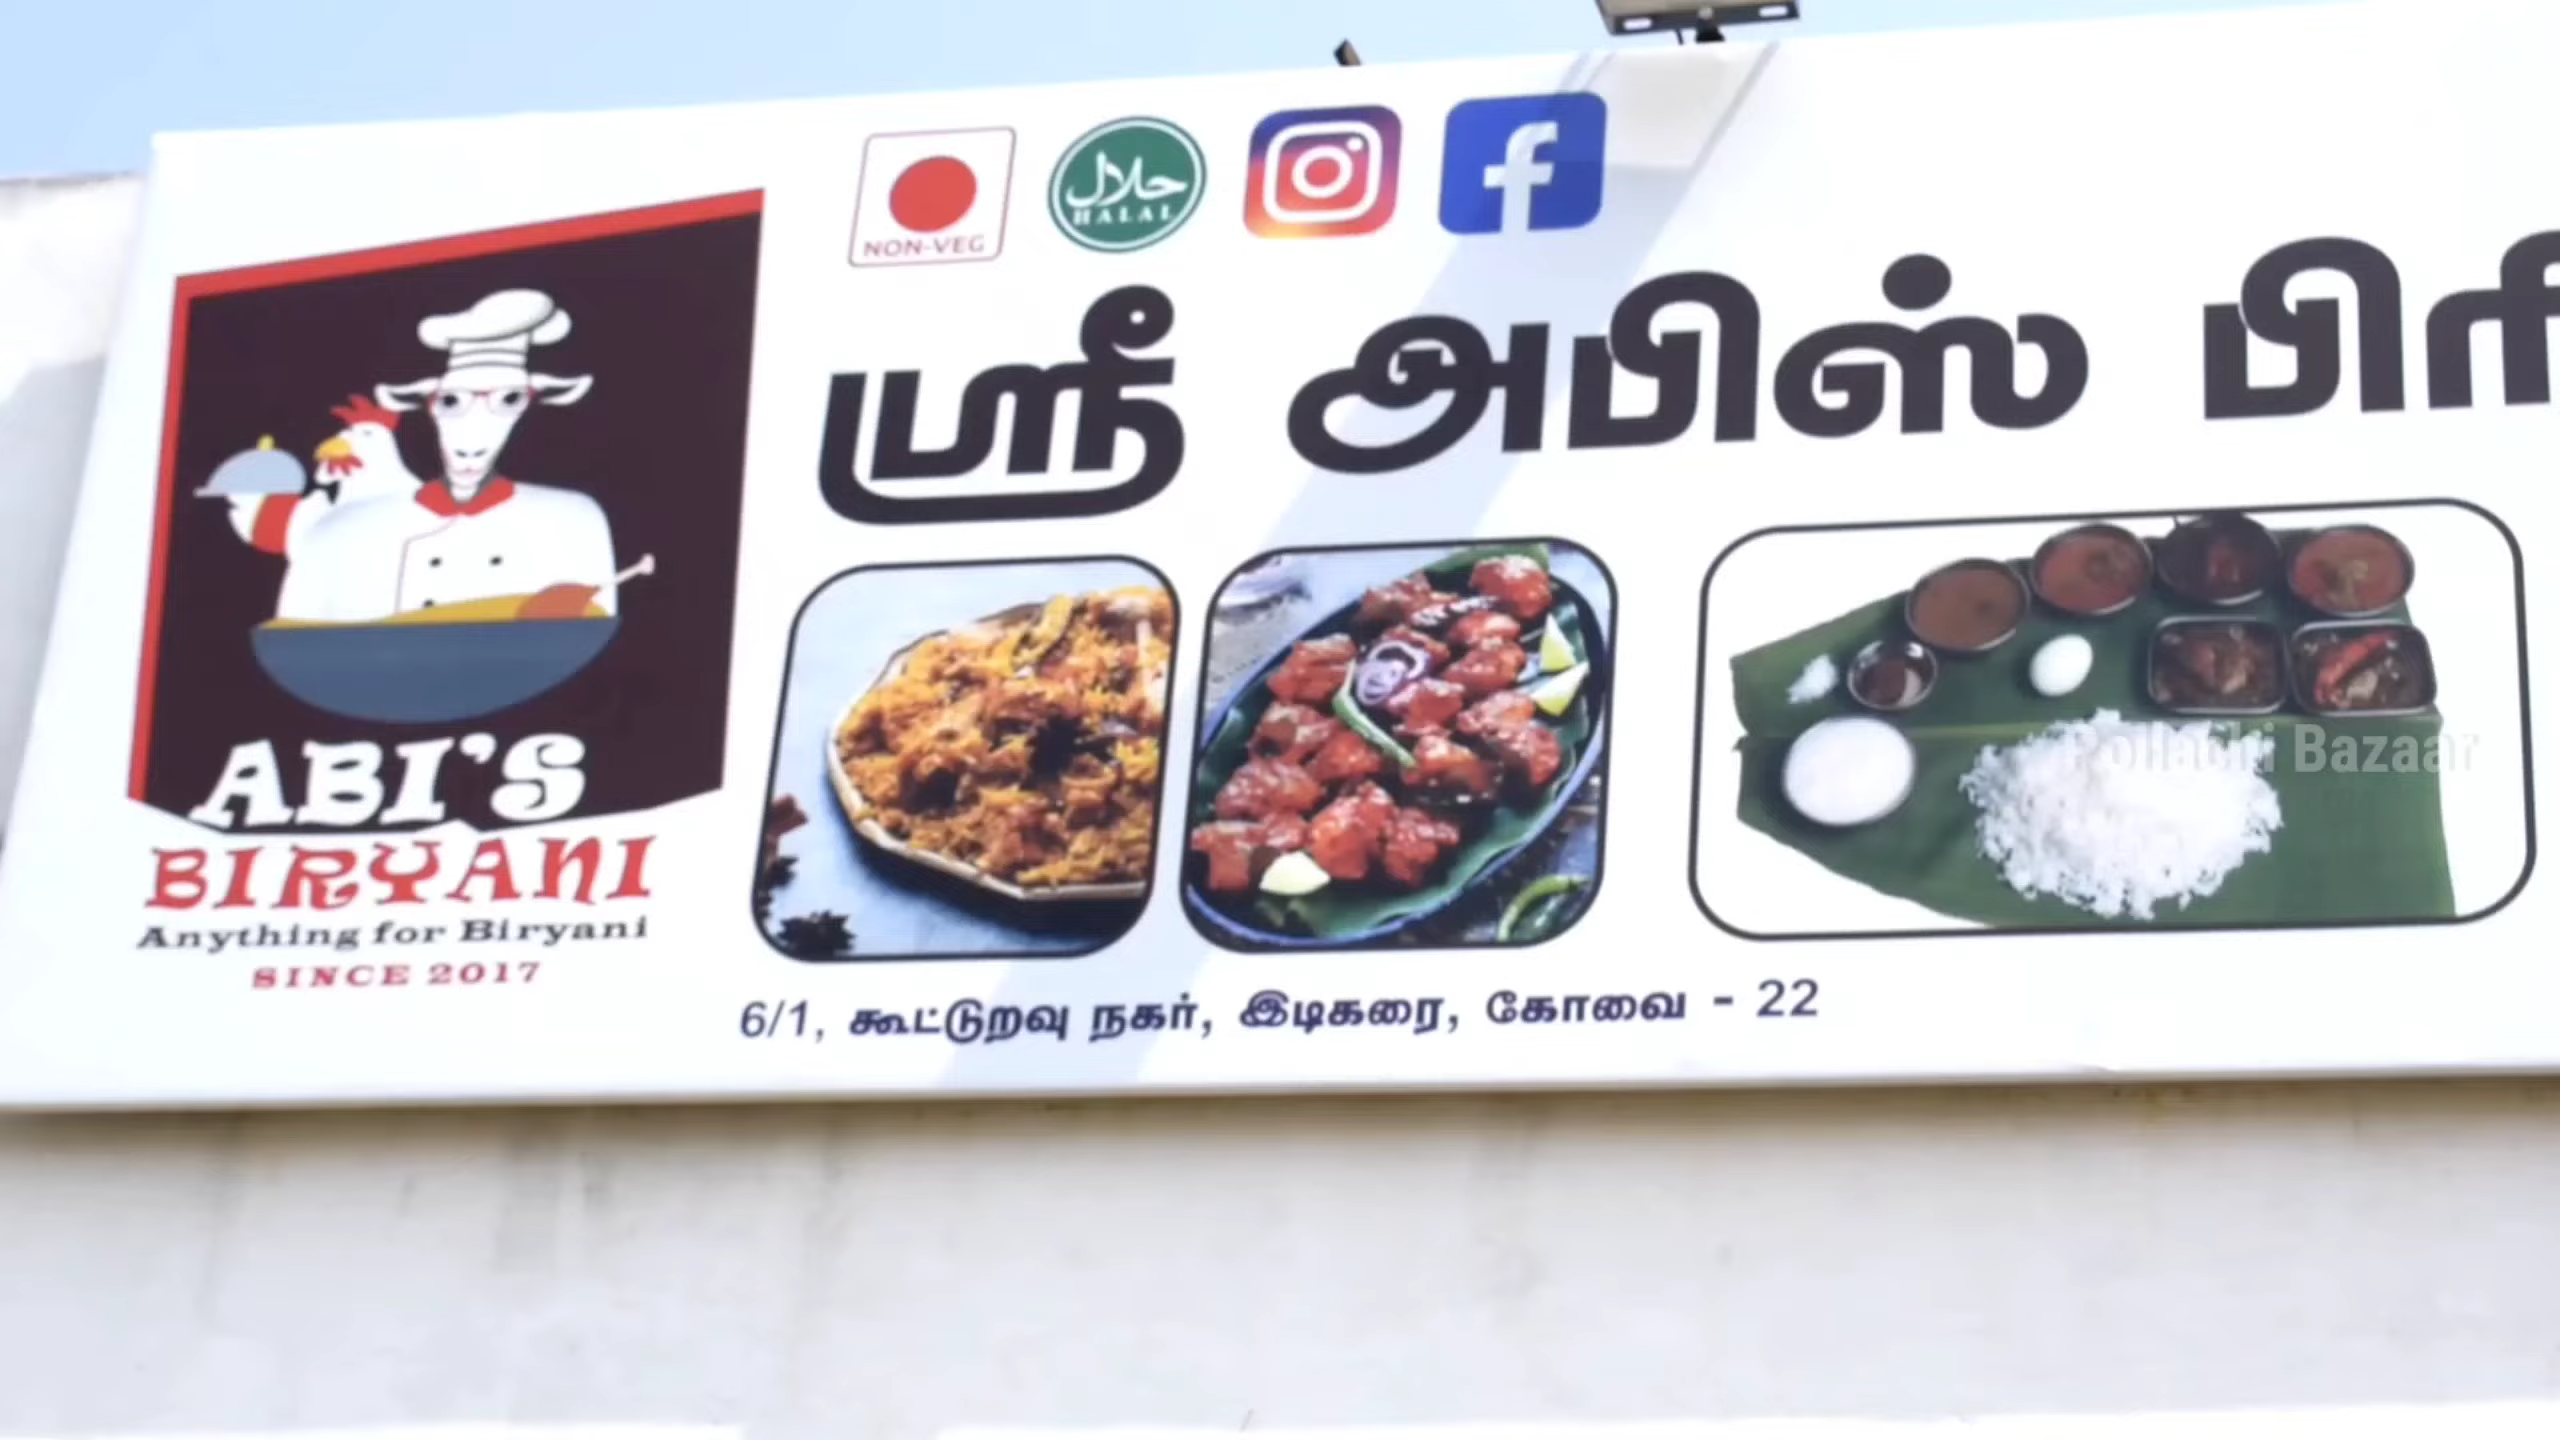 NON-VEG
حلال
HALAL
ஸ்ரீ அபிஸ் பிரி
ABI'S
BIRYANI
Anything for Biryani
SINCE 2017
Pollachi Bazaar
6/1, கூட்டுறவு நகர், இடிகரை, கோவை - 22